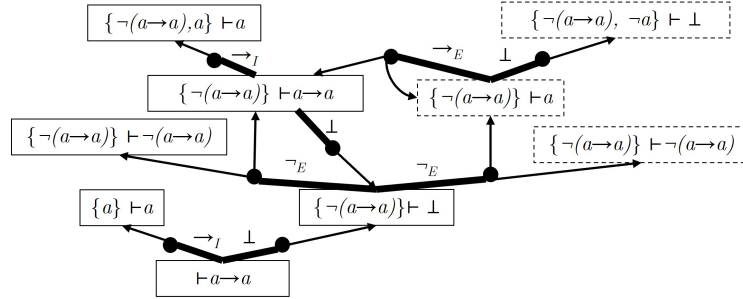 {¬(a→a),a} ⊢a
{¬(a→a), ¬a} ⊢ ⊥
→I
→E
⊥
{¬(a→a)} ⊢a→a
{¬(a→a)} ⊢a
⊥
{¬(a→a)} ⊢¬(a→a)
{¬(a→a)} ⊢¬(a→a)
¬E
¬E
{a} ⊢a
{¬(a→a)}⊢ ⊥
→I
⊥
⊢a→a